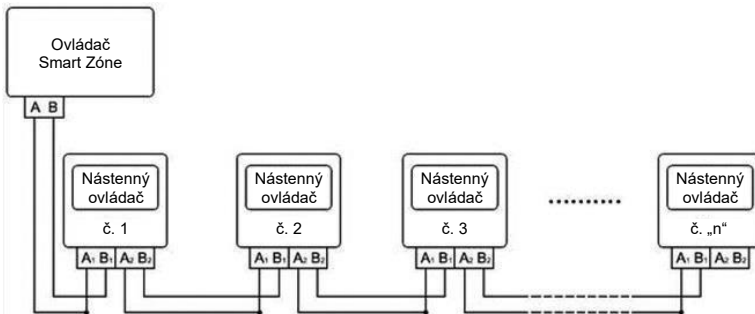 Ovládač
Smart Zóne
A B
Nástenný
ovládač
č. 1
A₁ B₁ A₂ B₂
Nástenný
ovládač
č. 2
A₁ B₁ A₂ B₂
Nástenný
ovládač
č. 3
A₁ B₁ A₂ B₂
Nástenný
ovládač
č. „n“
A₁ B₁ A₂ B₂